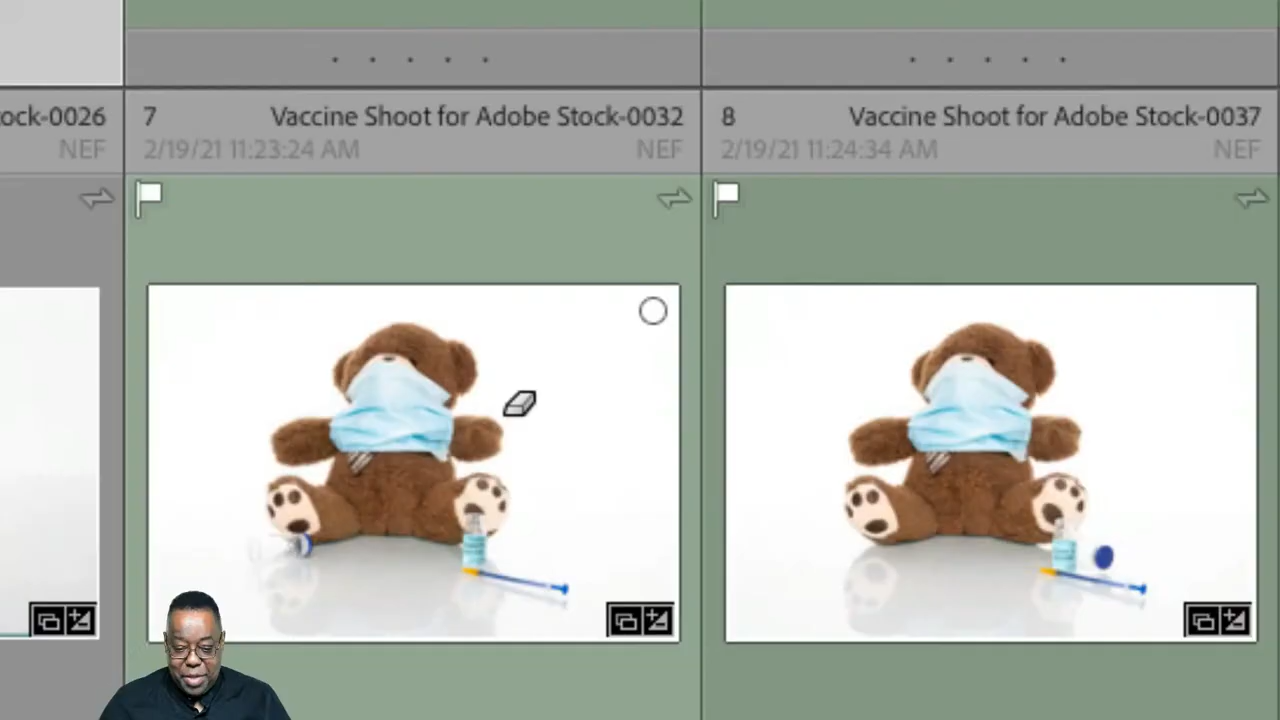 ock-0026
NEF
7 Vaccine Shoot for Adobe Stock-0032
2/19/21 11:23:24 AM NEF
8 Vaccine Shoot for Adobe Stock-0037
2/19/21 11:24:34 AM NEF